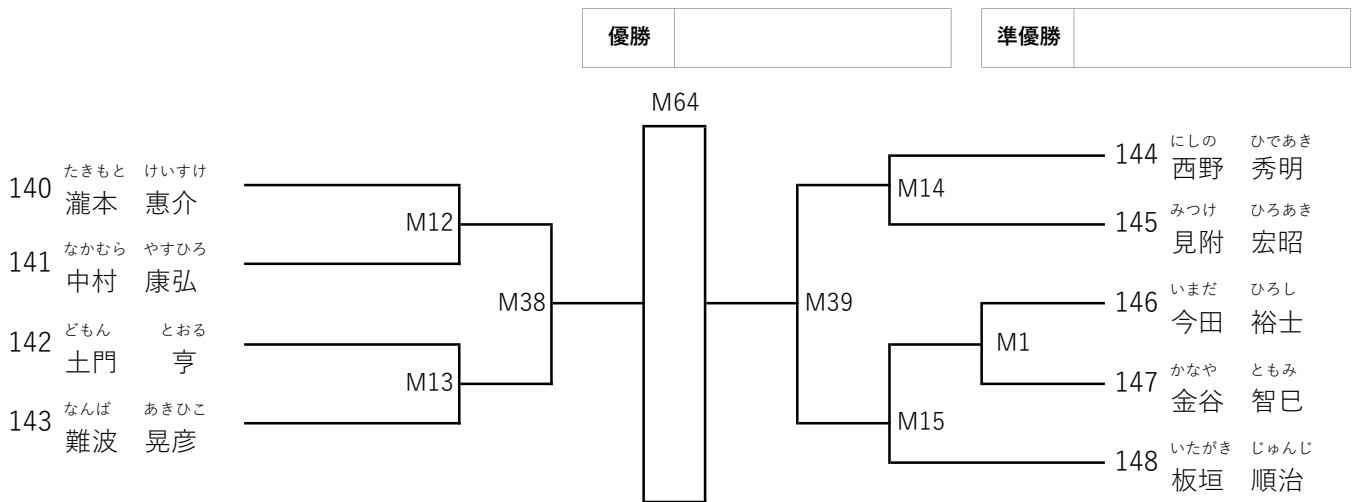 優勝
準優勝
M64
たきもと けいすけ
140 瀧本 惠介
M12
なかむら やすひろ
141 中村 康弘
M38
どもん とおる
142 土門 亨
M13
なんば あきひこ
143 難波 晃彦
にしの ひであき
144 西野 秀明
M14
みつけ ひろあき
145 見附 宏昭
M39
いまだ ひろし
146 今田 裕士
M1
かなや ともみ
147 金谷 智巳
M15
いたがき じゅんじ
148 板垣 順治